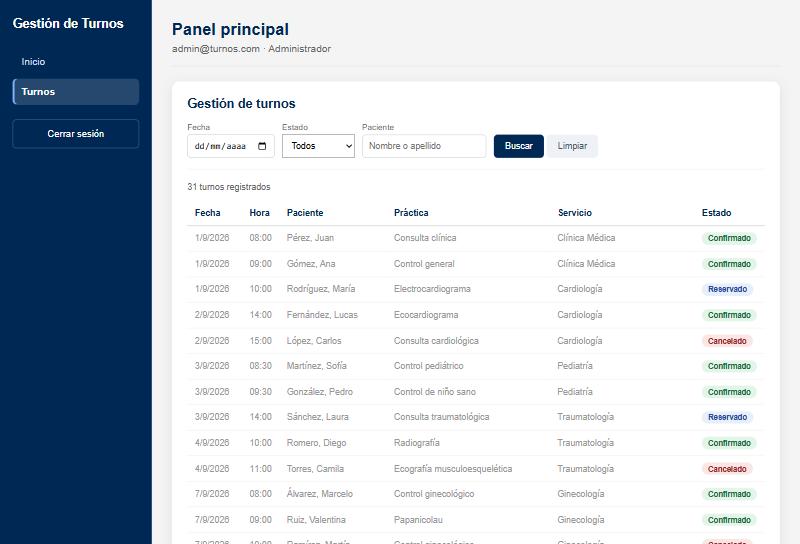 Gestión de Turnos
Inicio
Turnos
Cerrar sesión
Panel principal
admin@turnos.com · Administrador
Gestión de turnos
Fecha Estado Paciente
dd/mm/aaaa Todos Nombre o apellido Buscar Limpiar
31 turnos registrados
Fecha Hora Paciente Práctica Servicio Estado
1/9/2026 08:00 Pérez, Juan Consulta clínica Clínica Médica Confirmado
1/9/2026 09:00 Gómez, Ana Control general Clínica Médica Confirmado
1/9/2026 10:00 Rodríguez, María Electrocardiograma Cardiología Reservado
2/9/2026 14:00 Fernández, Lucas Ecocardiograma Cardiología Confirmado
2/9/2026 15:00 López, Carlos Consulta cardiológica Cardiología Cancelado
3/9/2026 08:30 Martínez, Sofía Control pediátrico Pediatría Confirmado
3/9/2026 09:30 González, Pedro Control de niño sano Pediatría Confirmado
3/9/2026 14:00 Sánchez, Laura Consulta traumatológica Traumatología Reservado
4/9/2026 10:00 Romero, Diego Radiografía Traumatología Confirmado
4/9/2026 11:00 Torres, Camila Ecografía musculoesquelética Traumatología Cancelado
7/9/2026 08:00 Álvarez, Marcelo Control ginecológico Ginecología Confirmado
7/9/2026 09:00 Ruiz, Valentina Papanicolau Ginecología Confirmado